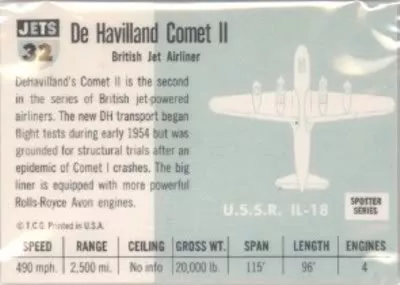 JETS
32
De Havilland Comet II
British Jet Airliner
DeHavilland's Comet II is the second
in the series of British jet-powered
airliners. The new DH transport began
flight tests during early 1954 but was
grounded for structural trials after an
epidemic of Comet I crashes. The big
liner is equipped with more powerful
Rolls-Royce Avon engines.
© T.C.G. Printed in U.S.A.
U.S.S.R. IL-18
SPOTTER
SERIES
SPEED RANGE CEILING GROSS WT. SPAN LENGTH ENGINES
490 mph. 2,500 mi. No info 20,000 lb. 115' 96' 4